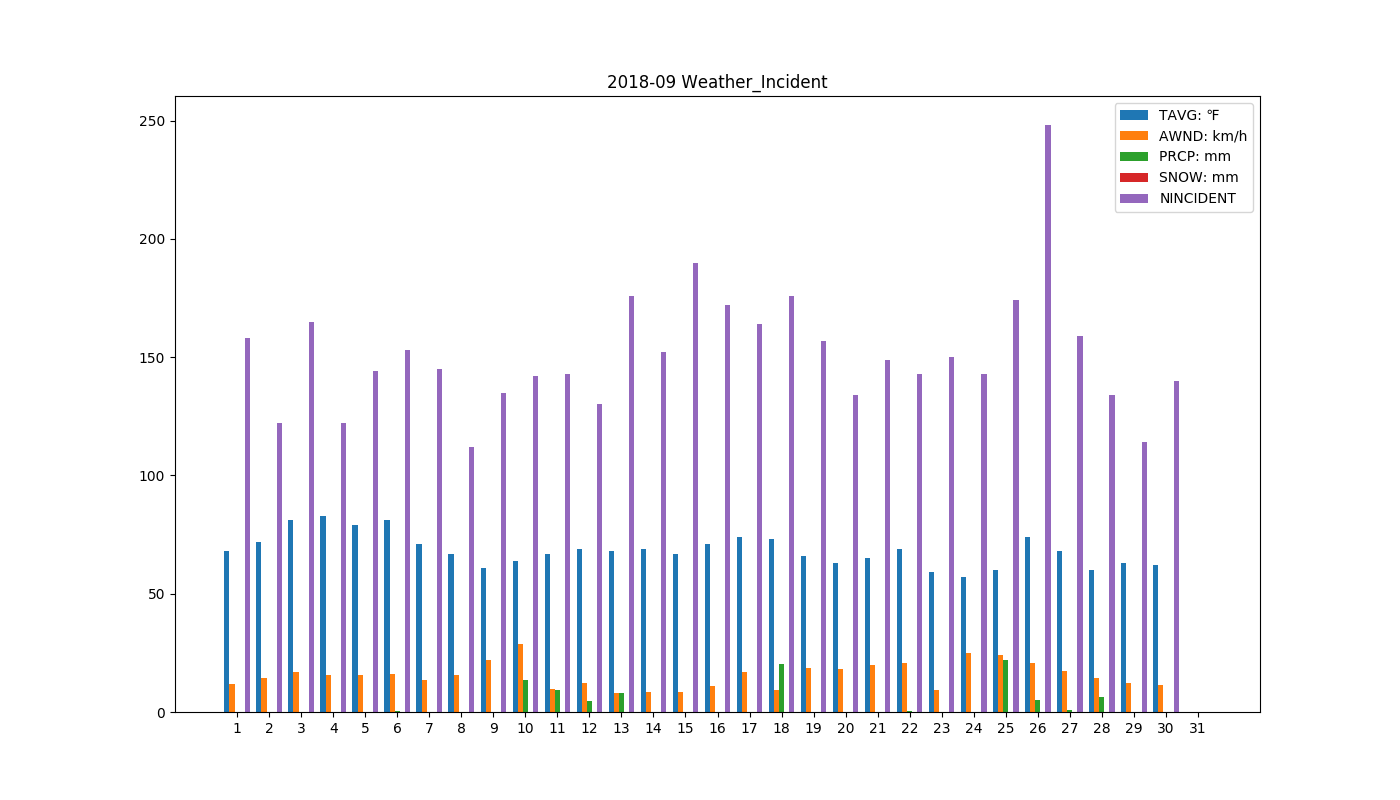 2018-09 Weather_Incident
TAVG: °F
AWND: km/h
PRCP: mm
SNOW: mm
NINCIDENT
250
200
150
100
50
0
1 2 3 4 5 6 7 8 9 10 11 12 13 14 15 16 17 18 19 20 21 22 23 24 25 26 27 28 29 30 31